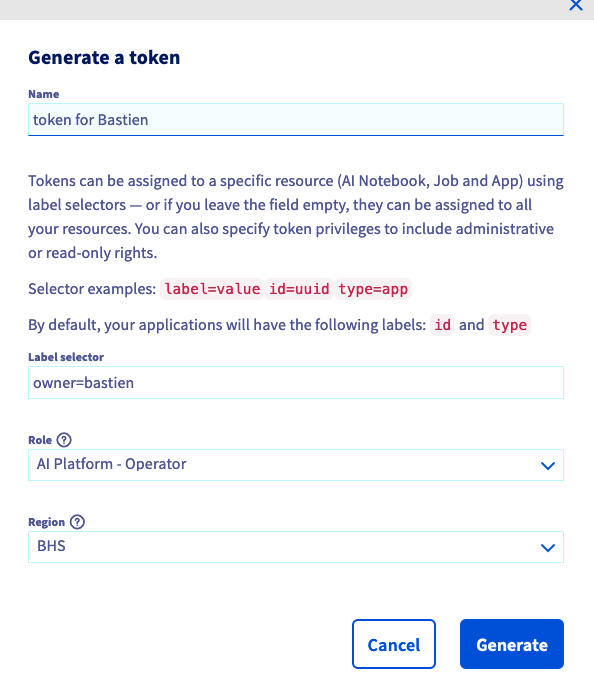 Generate a token
Name
token for Bastien
Tokens can be assigned to a specific resource (AI Notebook, Job and App) using
label selectors — or if you leave the field empty, they can be assigned to all
your resources. You can also specify token privileges to include administrative
or read-only rights.
Selector examples: label=value id=uuid type=app
By default, your applications will have the following labels: id and type
Label selector
owner=bastien
Role ?
AI Platform - Operator
Region ?
BHS
Cancel Generate